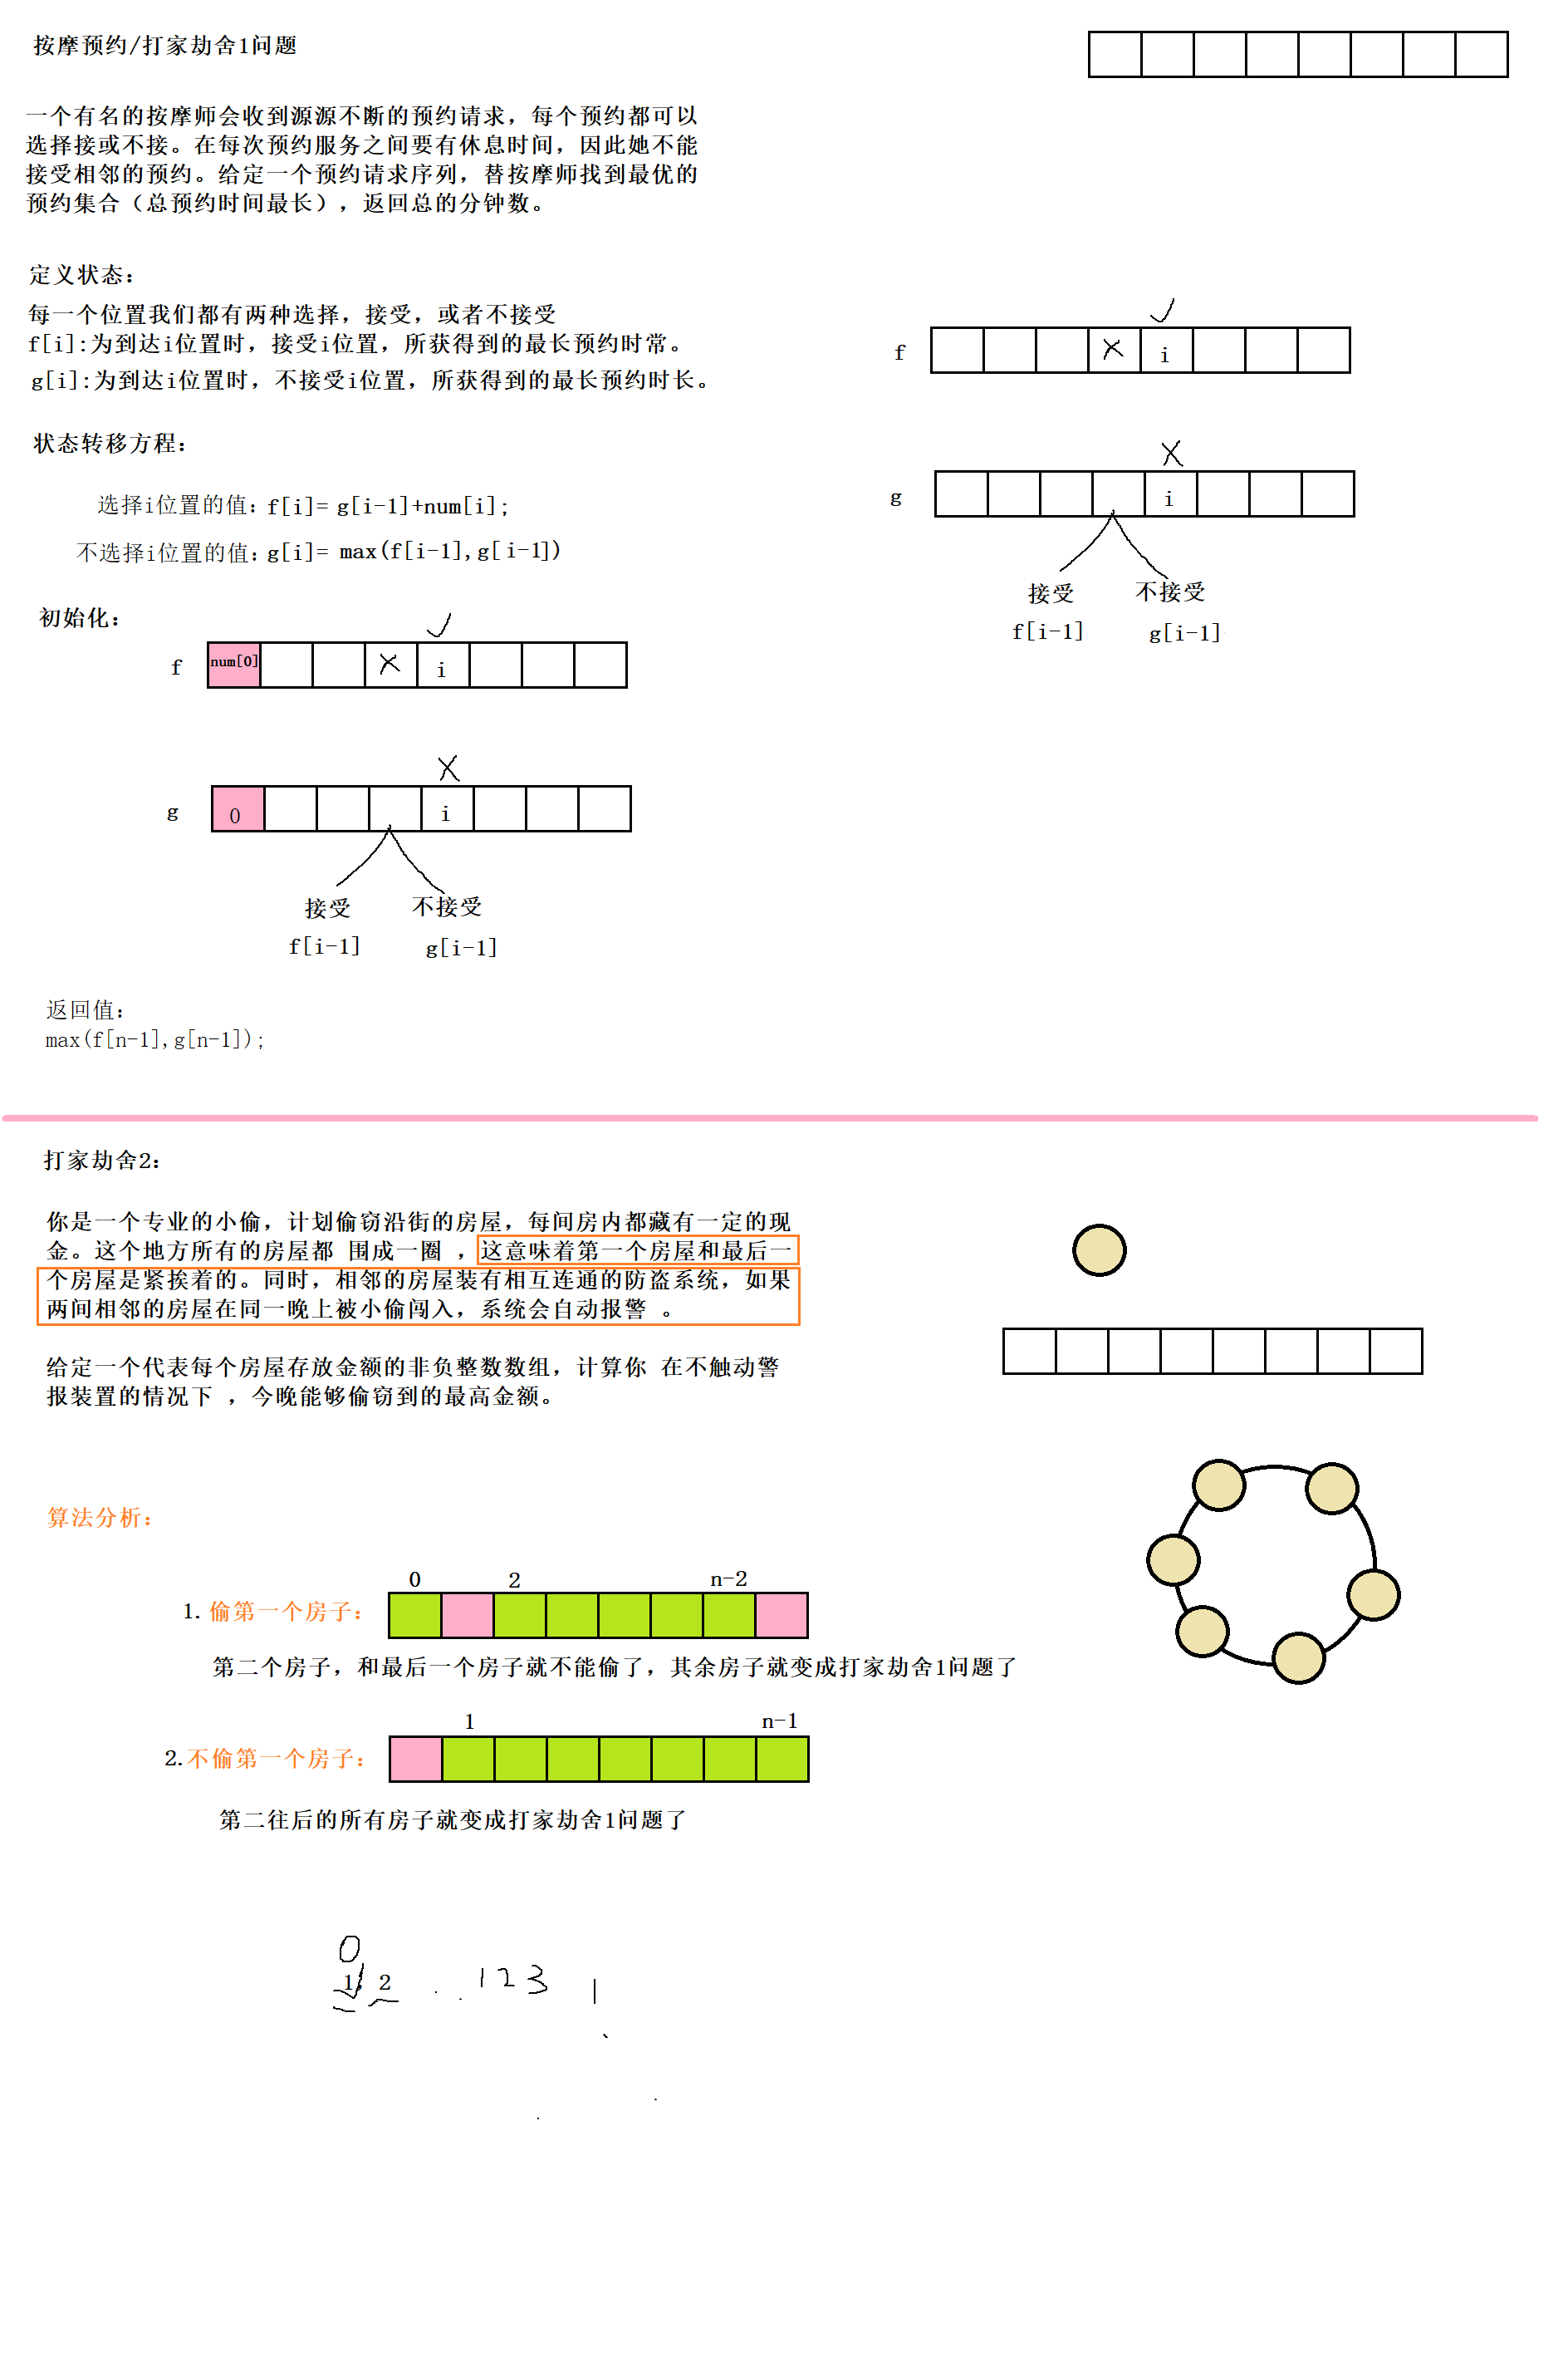 按摩预约/打家劫舍1问题
一个有名的按摩师会收到源源不断的预约请求，每个预约都可以
选择接或不接。在每次预约服务之间要有休息时间，因此她不能
接受相邻的预约。给定一个预约请求序列，替按摩师找到最优的
预约集合（总预约时间最长），返回总的分钟数。
定义状态：
每一个位置我们都有两种选择，接受，或者不接受
f[i]:为到达i位置时，接受i位置，所获得到的最长预约时常。
g[i]:为到达i位置时，不接受i位置，所获得到的最长预约时长。
f
i
g
i
接受
不接受
f[i-1]
g[i-1]
状态转移方程：
选择i位置的值：f[i]= g[i-1]+num[i];
不选择i位置的值：g[i]= max(f[i-1],g[i-1])
初始化：
f
num[0]
i
g
0
i
接受
不接受
f[i-1]
g[i-1]
返回值：
max(f[n-1],g[n-1]);
打家劫舍2：
你是一个专业的小偷，计划偷窃沿街的房屋，每间房内都藏有一定的现
金。这个地方所有的房屋都 围成一圈 ，这意味着第一个房屋和最后一
个房屋是紧挨着的。同时，相邻的房屋装有相互连通的防盗系统，如果
两间相邻的房屋在同一晚上被小偷闯入，系统会自动报警 。
给定一个代表每个房屋存放金额的非负整数数组，计算你 在不触动警
报装置的情况下 ，今晚能够偷窃到的最高金额。
算法分析：
0 2 n-2
1. 偷第一个房子：
第二个房子，和最后一个房子就不能偷了，其余房子就变成打家劫舍1问题了
1 n-1
2.不偷第一个房子：
第二往后的所有房子就变成打家劫舍1问题了
0
1 2 123